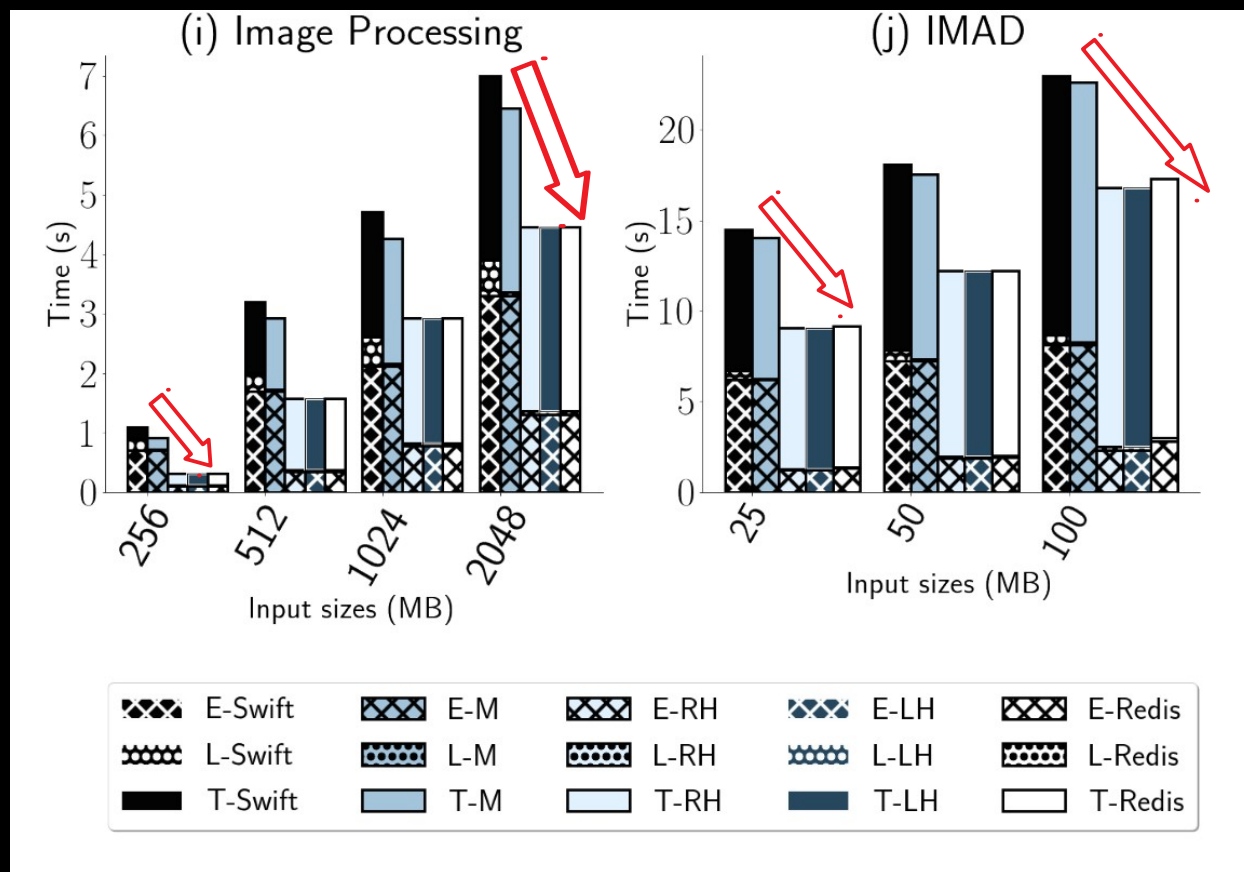 (i) Image Processing
(j) IMAD
7
6
5
4
3
2
1
0
Time (s)
256
512
1024
2048
Input sizes (MB)
20
15
10
5
0
Time (s)
25
50
100
Input sizes (MB)
E-Swift
E-M
E-RH
E-LH
E-Redis
L-Swift
L-M
L-RH
L-LH
L-Redis
T-Swift
T-M
T-RH
T-LH
T-Redis